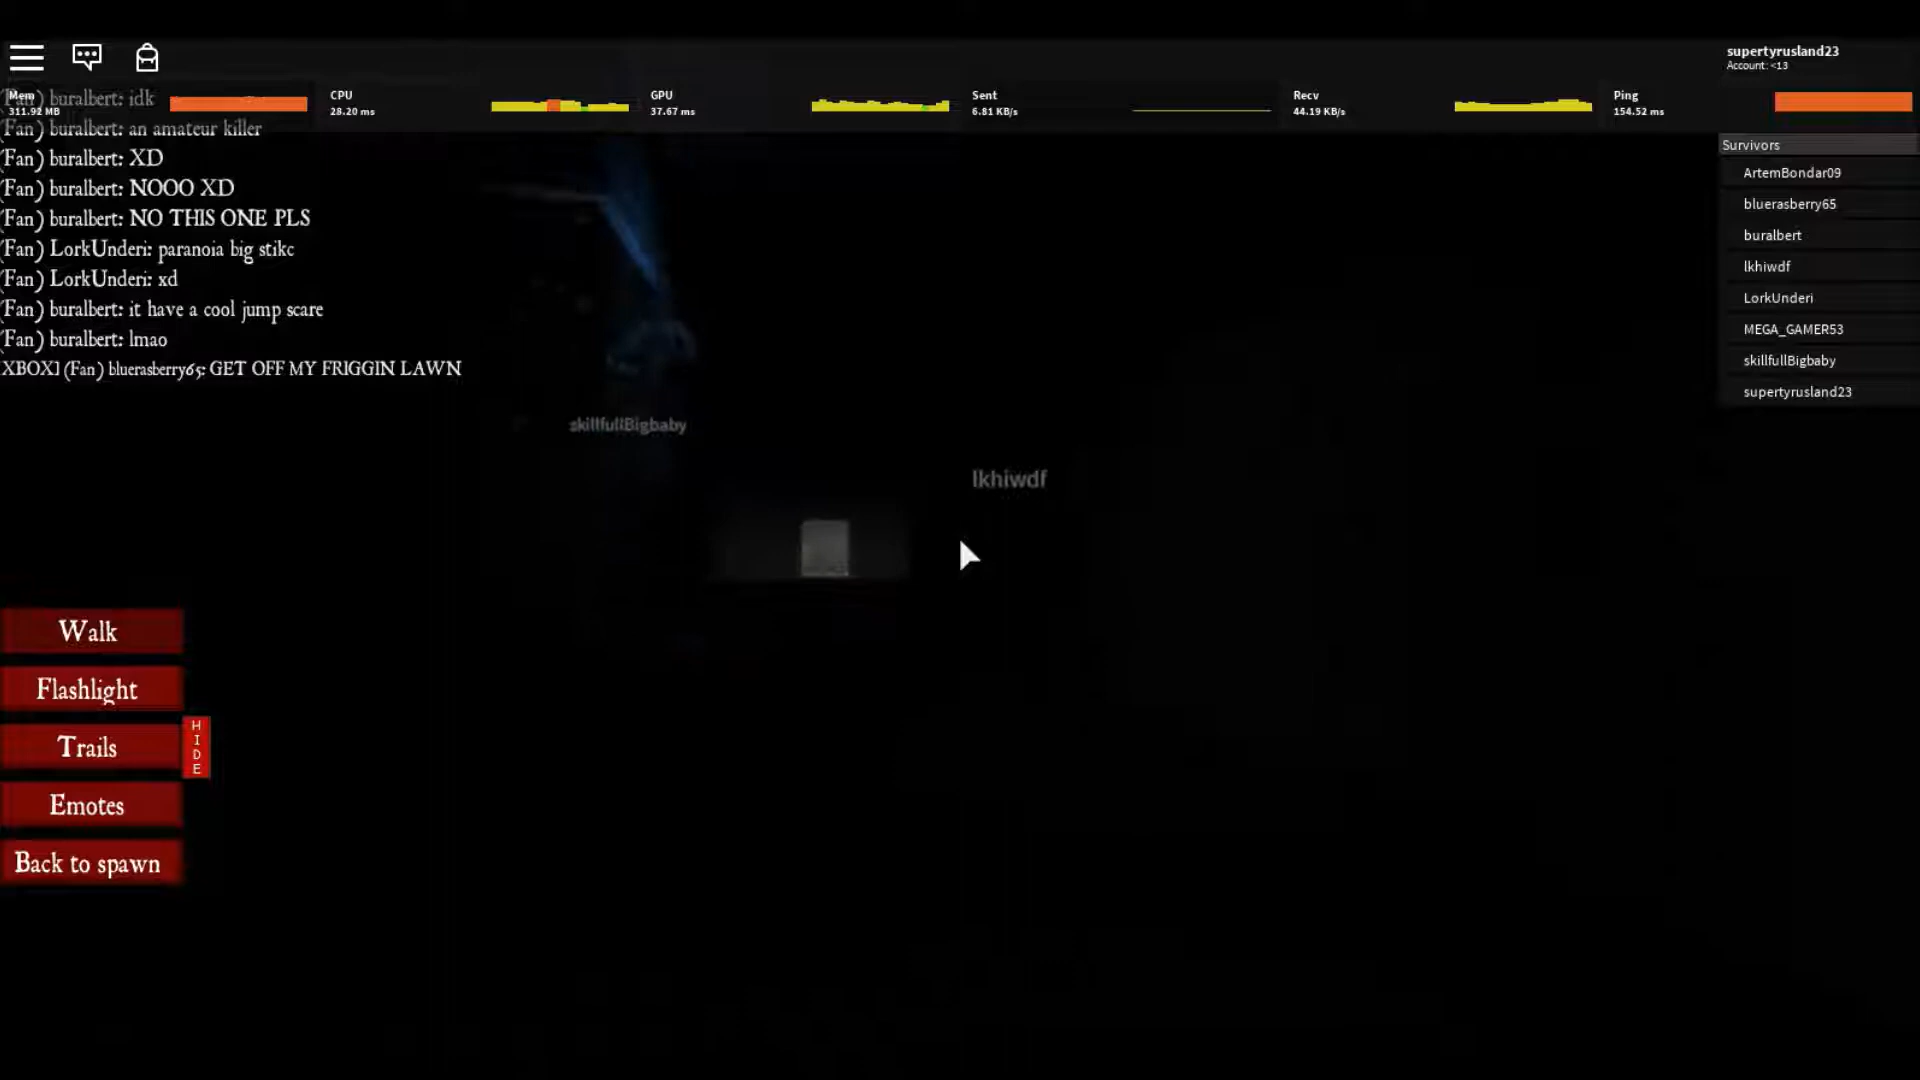 supertyrusland23
Account: <13
Mem
311.92 MB
CPU
28.20 ms
GPU
37.67 ms
Sent
6.81 KB/s
Recv
44.19 KB/s
Ping
154.52 ms
(Fan) buralbert: idk
(Fan) buralbert: an amateur killer
(Fan) buralbert: XD
(Fan) buralbert: NOOO XD
(Fan) buralbert: NO THIS ONE PLS
(Fan) LorkUnderi: paranoia big stikc
(Fan) LorkUnderi: xd
(Fan) buralbert: it have a cool jump scare
(Fan) buralbert: lmao
XBOX] (Fan) bluerasberry65: GET OFF MY FRIGGIN LAWN
Survivors
ArtemBondar09
bluerasberry65
buralbert
lkhiwdf
LorkUnderi
MEGA_GAMER53
skillfullBigbaby
supertyrusland23
skillfullBigbaby
lkhiwdf
Walk
Flashlight
Trails
Emotes
Back to spawn
HIDE